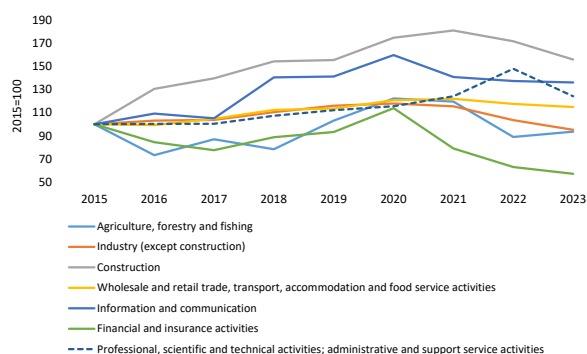 190
170
150
130
110
90
70
50
2015=100
2015 2016 2017 2018 2019 2020 2021 2022 2023
Agriculture, forestry and fishing
Industry (except construction)
Construction
Wholesale and retail trade, transport, accommodation and food service activities
Information and communication
Financial and insurance activities
Professional, scientific and technical activities; administrative and support service activities